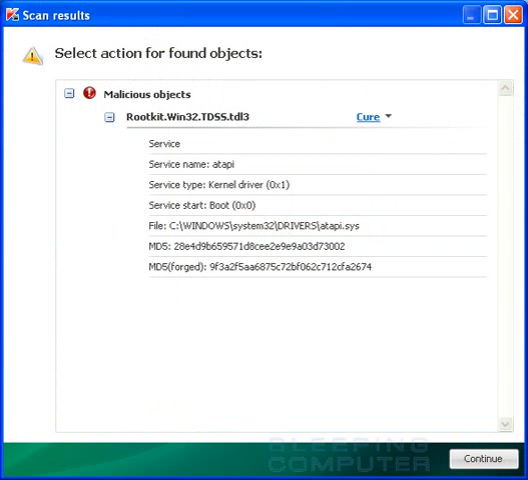 Scan results
Select action for found objects:
Malicious objects
Rootkit.Win32.TDSS.tdl3 Cure
Service
Service name: atapi
Service type: Kernel driver (0x1)
Service start: Boot (0x0)
File: C:\WINDOWS\system32\DRIVERS\atapi.sys
MD5: 28e4d9b659571d8cee2e9e9a03d73002
MD5(forged): 9f3a2f5aa6875c72bf062c712cfa2674
BLEEPING
COMPUTER
Continue